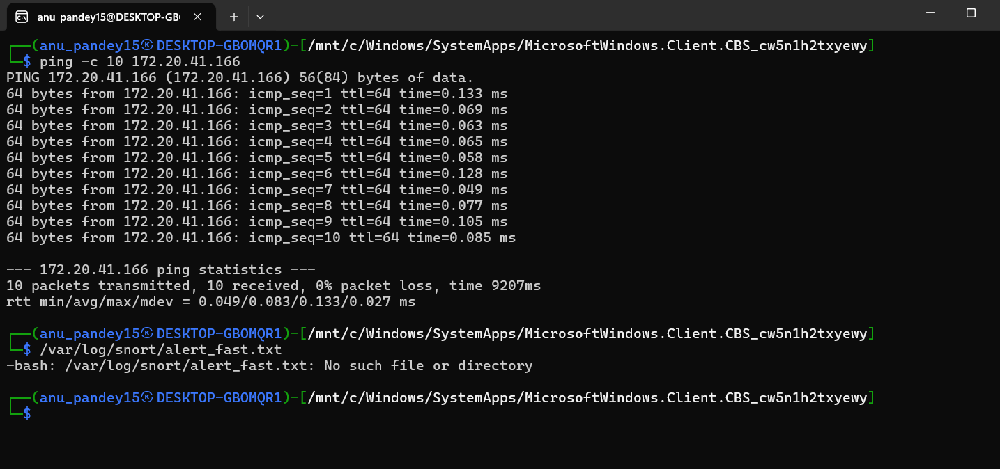 anu_pandey15@DESKTOP-GB
┌──(anu_pandey15㉿DESKTOP-GBOMQR1)-[/mnt/c/Windows/SystemApps/MicrosoftWindows.Client.CBS_cw5n1h2txyewy]
└─$ ping -c 10 172.20.41.166
PING 172.20.41.166 (172.20.41.166) 56(84) bytes of data.
64 bytes from 172.20.41.166: icmp_seq=1 ttl=64 time=0.133 ms
64 bytes from 172.20.41.166: icmp_seq=2 ttl=64 time=0.069 ms
64 bytes from 172.20.41.166: icmp_seq=3 ttl=64 time=0.063 ms
64 bytes from 172.20.41.166: icmp_seq=4 ttl=64 time=0.065 ms
64 bytes from 172.20.41.166: icmp_seq=5 ttl=64 time=0.058 ms
64 bytes from 172.20.41.166: icmp_seq=6 ttl=64 time=0.128 ms
64 bytes from 172.20.41.166: icmp_seq=7 ttl=64 time=0.049 ms
64 bytes from 172.20.41.166: icmp_seq=8 ttl=64 time=0.077 ms
64 bytes from 172.20.41.166: icmp_seq=9 ttl=64 time=0.105 ms
64 bytes from 172.20.41.166: icmp_seq=10 ttl=64 time=0.085 ms
--- 172.20.41.166 ping statistics ---
10 packets transmitted, 10 received, 0% packet loss, time 9207ms
rtt min/avg/max/mdev = 0.049/0.083/0.133/0.027 ms
┌──(anu_pandey15㉿DESKTOP-GBOMQR1)-[/mnt/c/Windows/SystemApps/MicrosoftWindows.Client.CBS_cw5n1h2txyewy]
└─$ /var/log/snort/alert_fast.txt
-bash: /var/log/snort/alert_fast.txt: No such file or directory
┌──(anu_pandey15㉿DESKTOP-GBOMQR1)-[/mnt/c/Windows/SystemApps/MicrosoftWindows.Client.CBS_cw5n1h2txyewy]
└─$